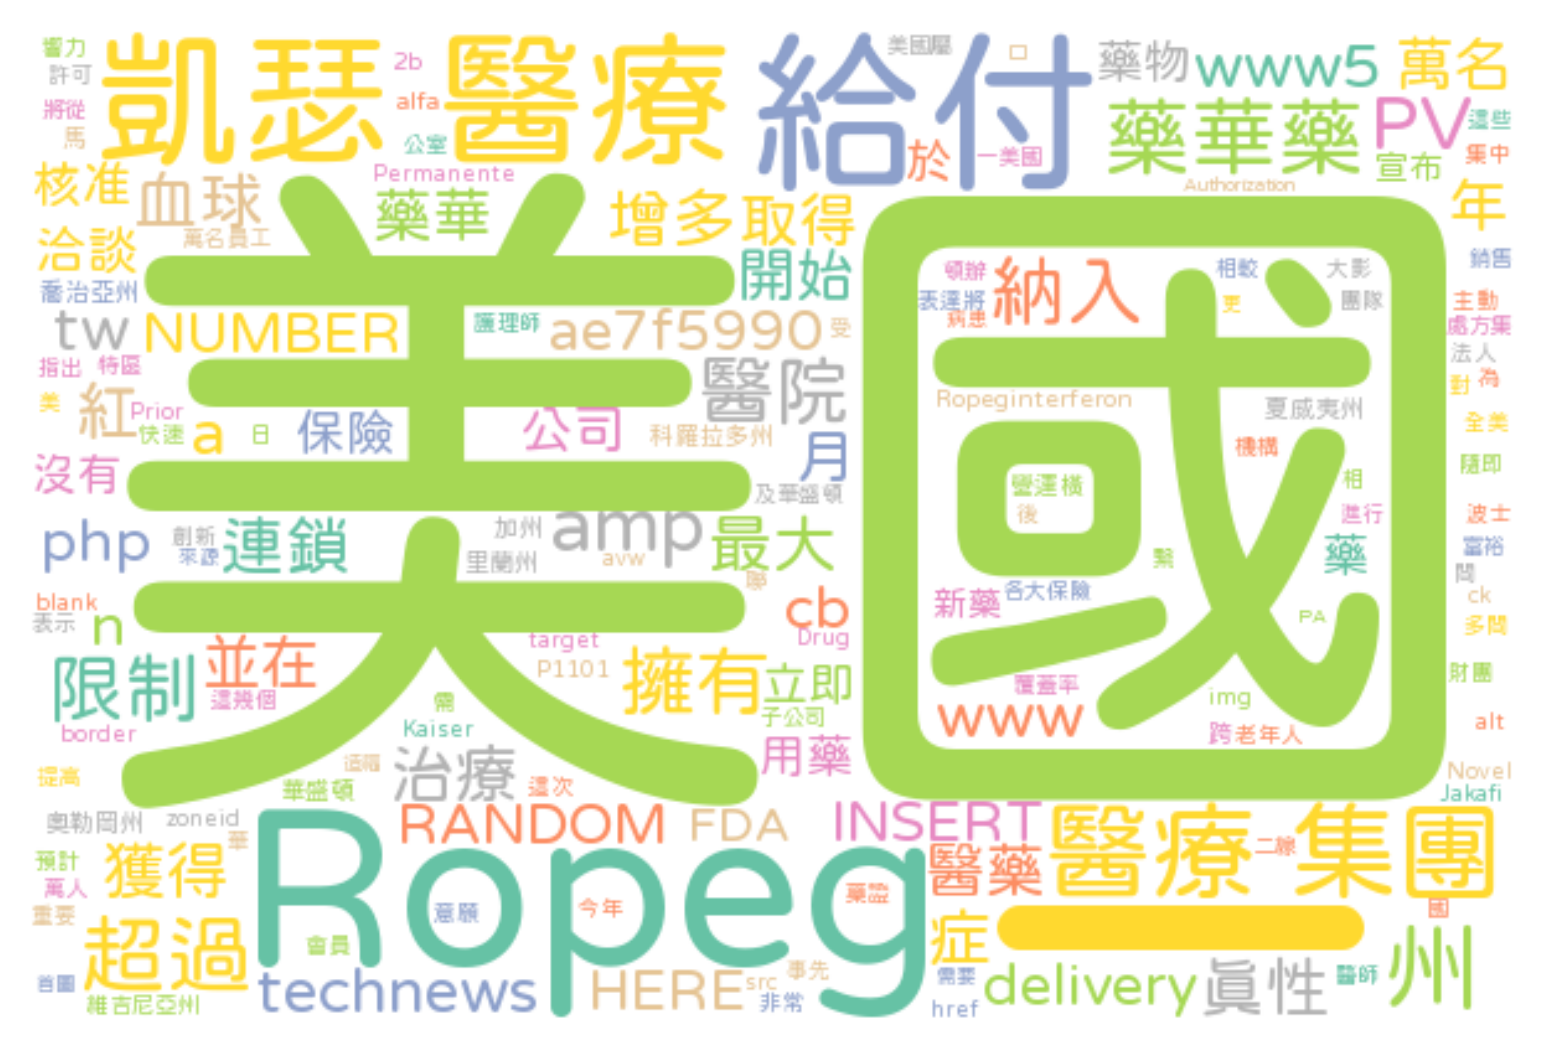 響力 凱瑟醫療 2b 給付 美國屬 口 藥物 www5 萬名
許可 alfa 藥華藥 PV 這些
將從 公室 於 一美國 宣布 集中
馬 Permanente Authorization
核准 血球 藥華 增多 取得 年
洽談 萬名員工 開始 頓辦 納入 相較 大影 銷售
喬治亞州 表達將 更 團隊 主動
tw NUMBER 護理師 ae7f5990 受 病患 處方集
美國
指出 特區 醫院 法人
美 紅 Prior Ropeginterferon 夏威夷州 對 為
快速 a 日 保險 公司 科羅拉多州 月 機構 全美
沒有 及華盛頓 營運橫 相 隨即
php 創新 連鎖 加州 amp 最大 後 進行 波士
來源 里蘭州 avw 藥 富裕
聯 繫 問
blank cb 新藥 各大保險 ck
表示 n target Drug PA 多問
限制 並在 P1101 擁有 立即 覆蓋率 img 財團
這幾個 需 子公司 www
border Kaiser 用藥 跨 老年人 alt
提高 造福 治療 這次 Novel
華盛頓 Jakafi
奧勒岡州 zoneid RANDOM FDA INSERT 醫療集團
華 二線
預計 獲得 Ropeg 醫藥
萬人 藥證
重要 超過 意願 今年 症 一 國 州
會員
首圖 technews HERE src 事先 需要 delivery 真性 醫師
維吉尼亞州 非常 href